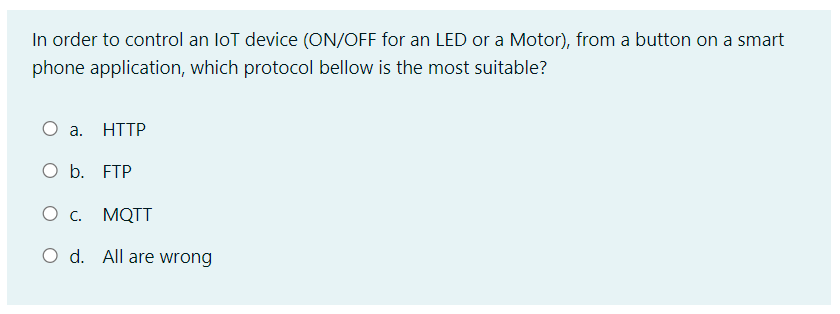 In order to control an IoT device (ON/OFF for an LED or a Motor), from a button on a smart
phone application, which protocol bellow is the most suitable?
a. HTTP
b. FTP
c. MQTT
d. All are wrong